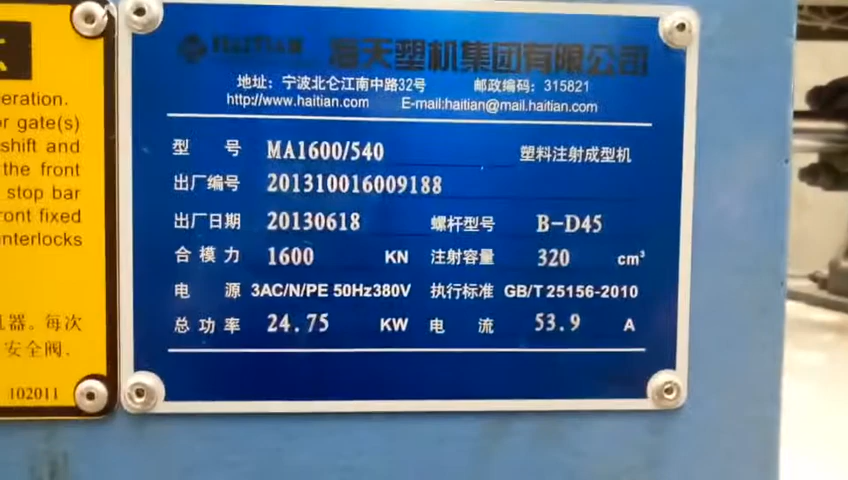 HAITIAN 海天塑机集团有限公司
地址：宁波北仑江南中路32号 邮政编码：315821
http://www.haitian.com E-mail:haitian@mail.haitian.com
型 号 MA1600/540 塑料注射成型机
出厂编号 201310016009188
出厂日期 20130618 螺杆型号 B-D45
合模力 1600 KN 注射容量 320 cm³
电 源 3AC/N/PE 50Hz380V 执行标准 GB/T 25156-2010
总功率 24.75 KW 电 流 53.9 A
eration.
or gate(s)
shift and
the front
stop bar
ront fixed
nterlocks
机器。每次
安全阀.
102011